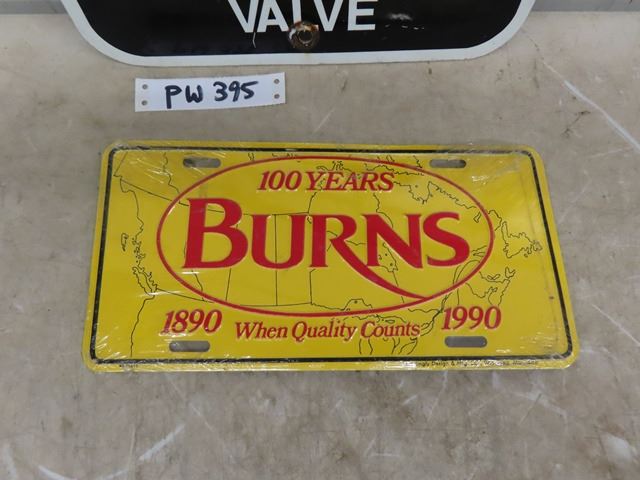 VALVE
PW 395
100 YEARS
BURNS
1890 When Quality Counts 1990